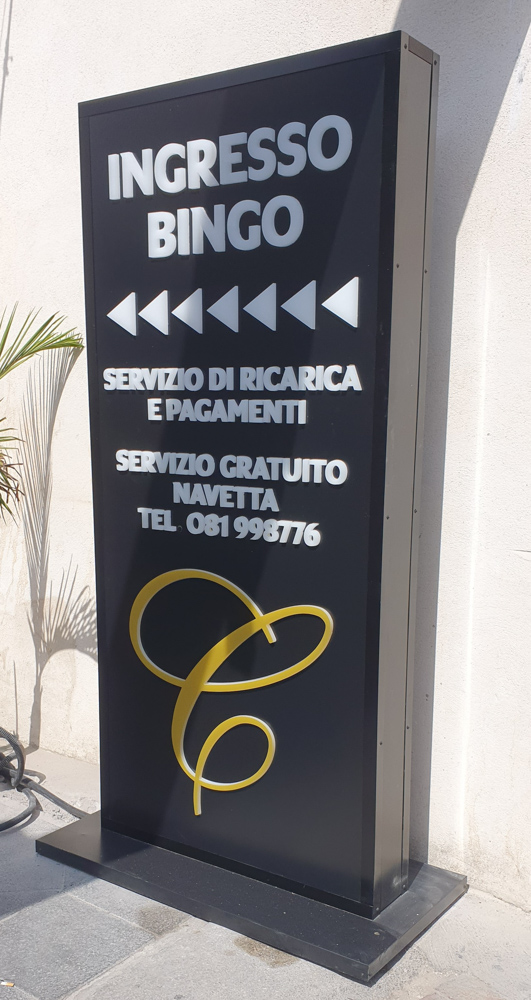 INGRESSO
BINGO
SERVIZIO DI RICARICA
E PAGAMENTI
SERVIZIO GRATUITO
NAVETTA
TEL 081 998776